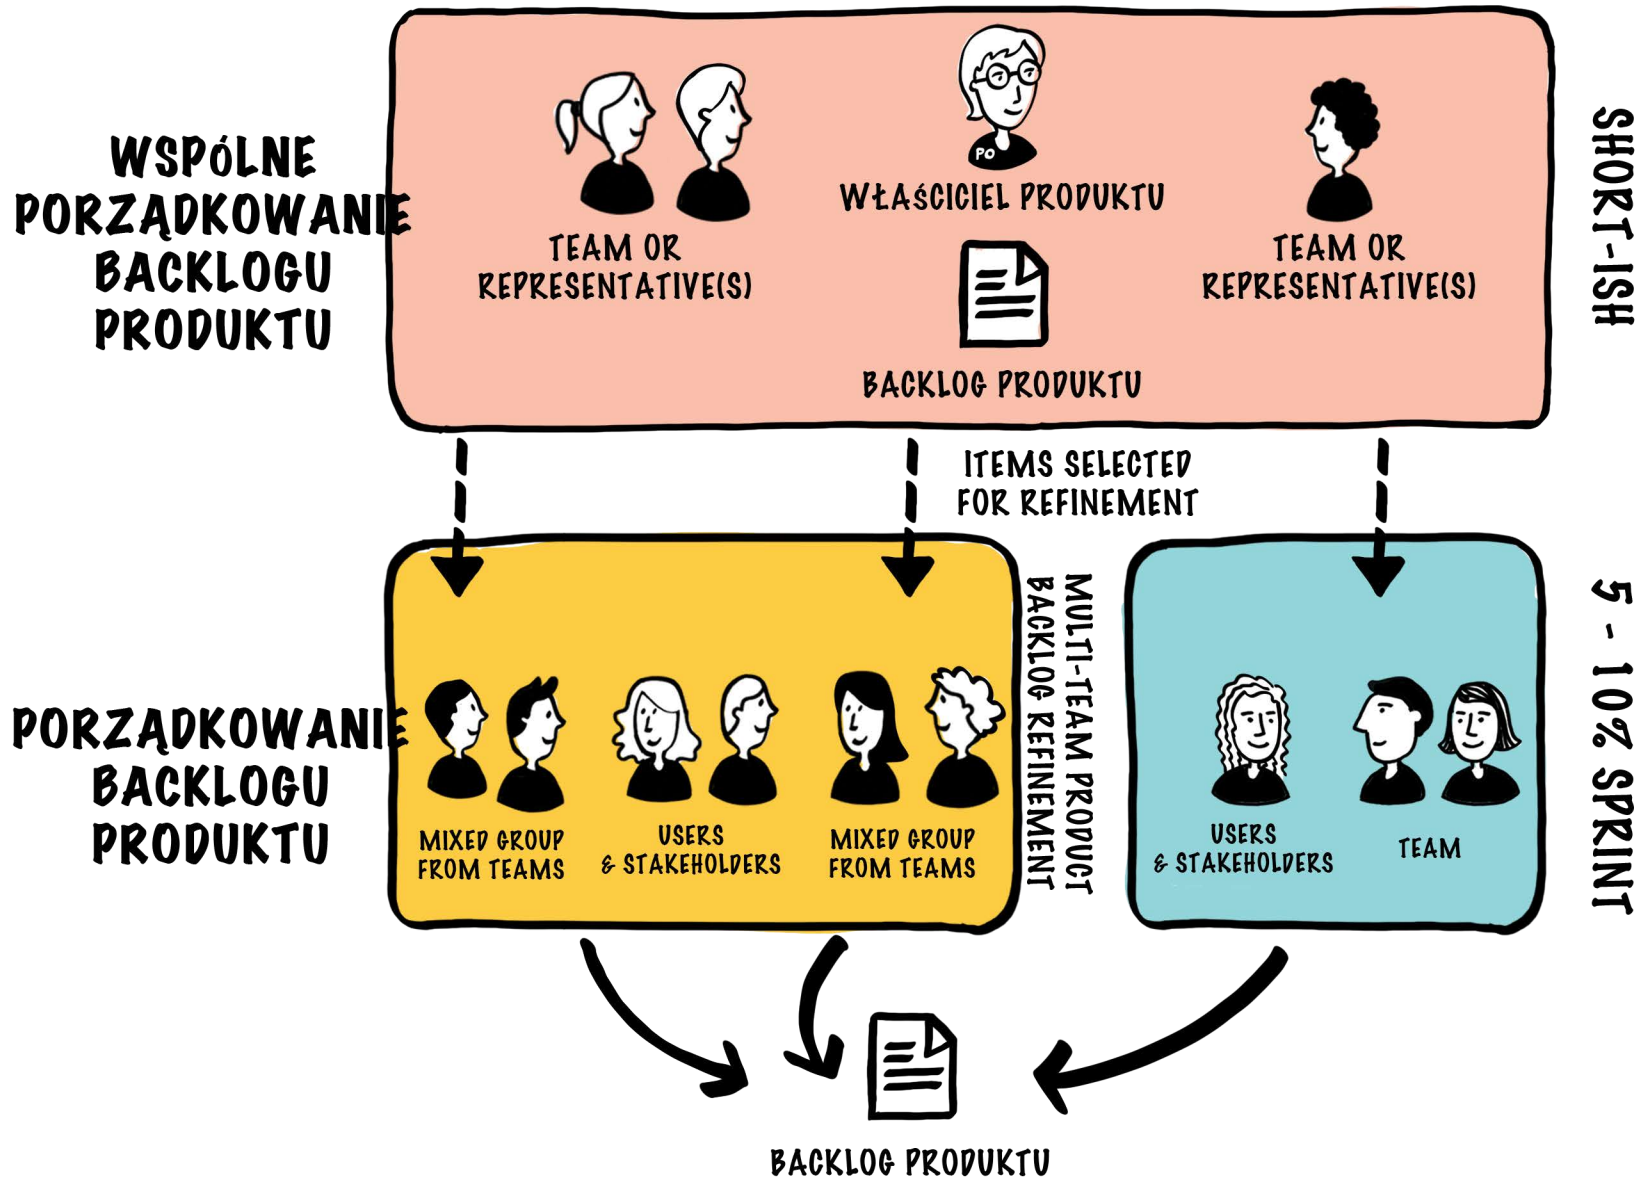 WSPÓLNE
PORZĄDKOWANIE
BACKLOGU
PRODUKTU
PO
WŁAŚCICIEL PRODUKTU
TEAM OR
REPRESENTATIVE(S)
TEAM OR
REPRESENTATIVE(S)
BACKLOG PRODUKTU
SHORT-ISH
ITEMS SELECTED
FOR REFINEMENT
PORZĄDKOWANIE
BACKLOGU
PRODUKTU
MIXED GROUP
FROM TEAMS
USERS
& STAKEHOLDERS
MIXED GROUP
FROM TEAMS
MULTI-TEAM PRODUCT
BACKLOG REFINEMENT
USERS
& STAKEHOLDERS
TEAM
5 - 10% SPRINT
BACKLOG PRODUKTU